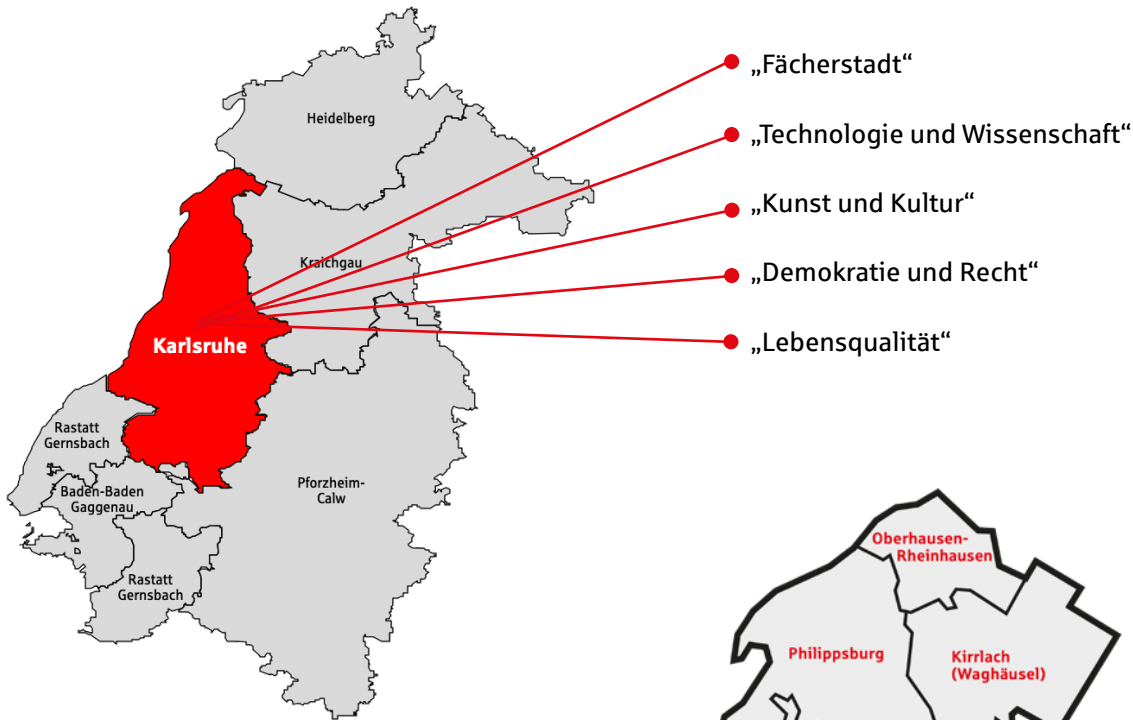 Heidelberg
Kraichgau
Karlsruhe
Rastatt
Gernsbach
Baden-Baden
Gaggenau
Rastatt
Gernsbach
Pforzheim-
Calw
„Fächerstadt“
„Technologie und Wissenschaft“
„Kunst und Kultur“
„Demokratie und Recht“
„Lebensqualität“
Oberhausen-
Rheinhausen
Philippsburg
Kirrlach
(Waghäusel)